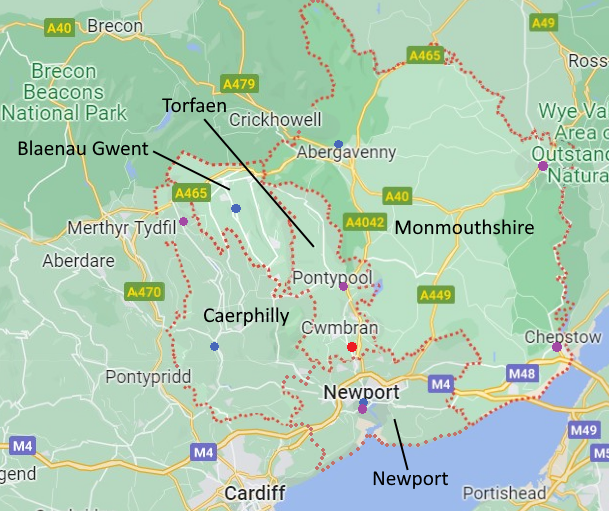 A40
Brecon
A49
A465
Ross-
Brecon
Beacons
National Park
A479
Torfaen
Crickhowell
Wye Va
Area o
Outstand
Natura
Blaenau Gwent
Abergavenny
A465
A40
Merthyr Tydfil
A4042
Monmouthshire
Aberdare
Pontypool
A470
A449
Caerphilly
Cwmbran
Chepstow
Pontypridd
M48
M4
Newport
M49
M4
M4
M5
gend
Newport
Cardiff
Portishead